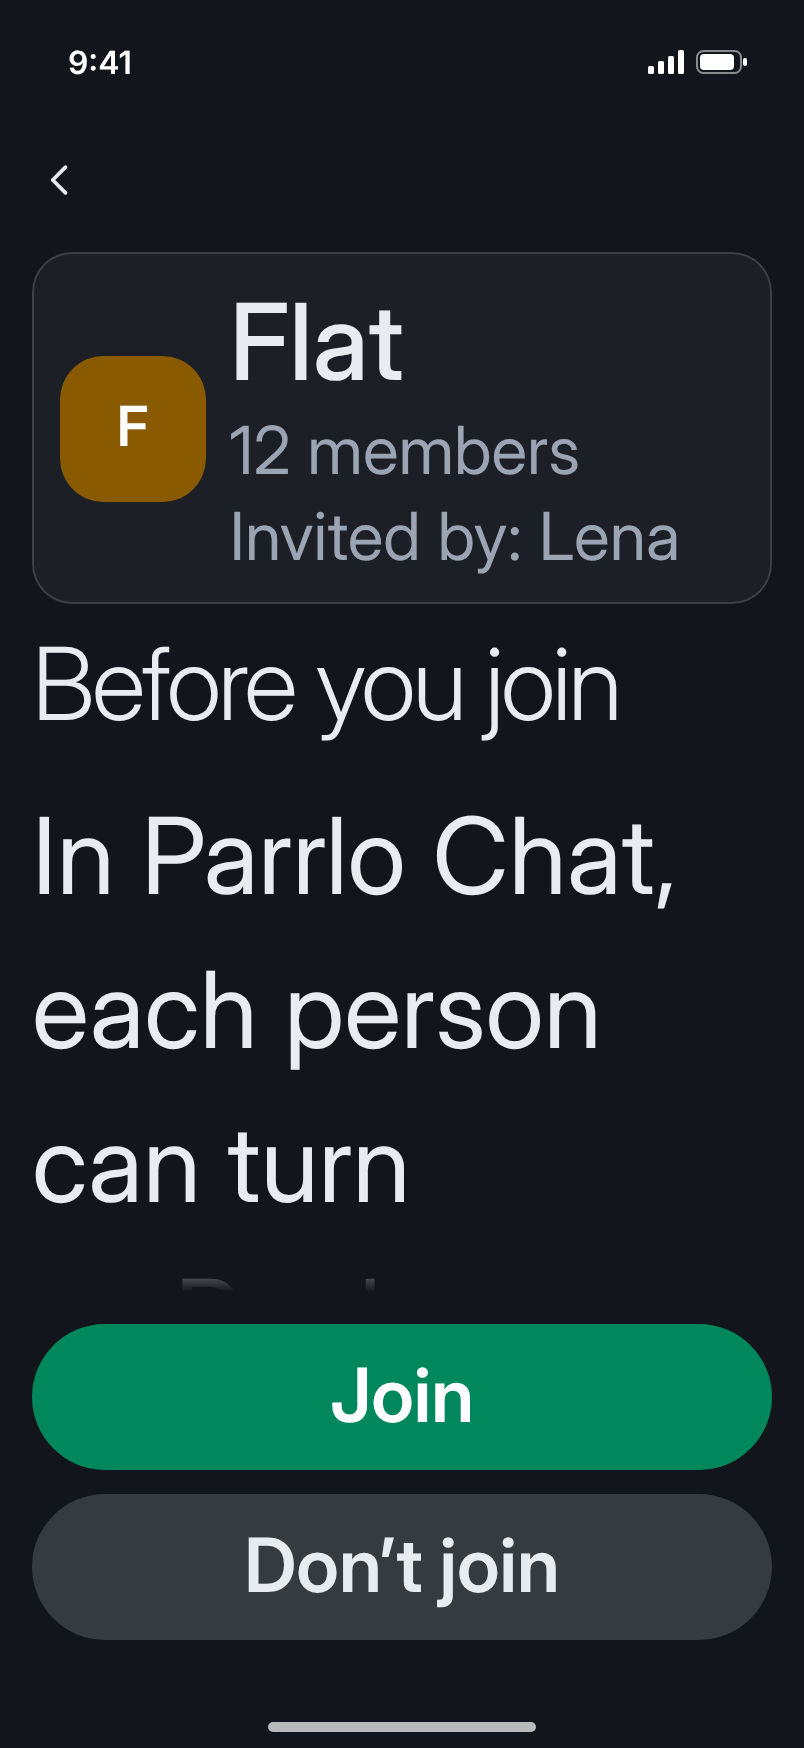 9:41
Flat
F
12 members
Invited by: Lena
Before you join
In Parrlo Chat,
each person
can turn
Join
Don’t join